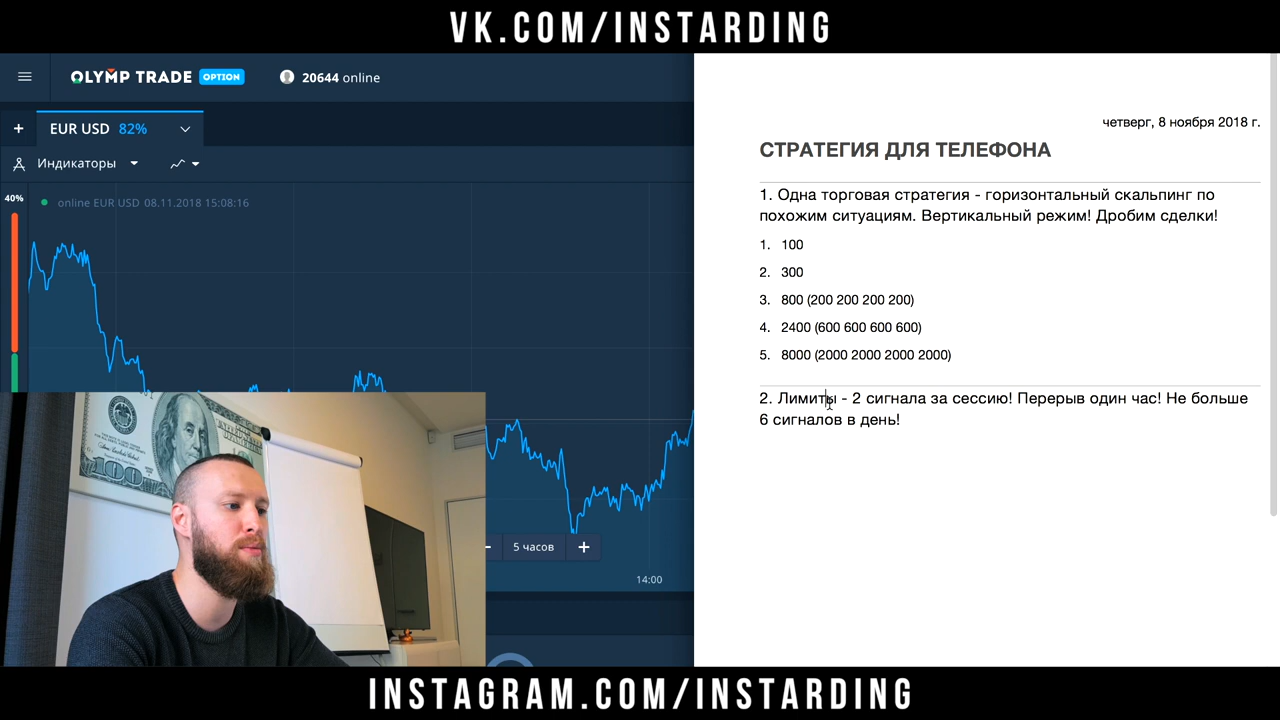 VK.COM/INSTARDING
OLYMP TRADE OPTION 20644 online
+ EUR USD 82%
Индикаторы
40%
online EUR USD 08.11.2018 15:08:16
5 часов +
14:00
четверг, 8 ноября 2018 г.
СТРАТЕГИЯ ДЛЯ ТЕЛЕФОНА
1. Одна торговая стратегия - горизонтальный скальпинг по
похожим ситуациям. Вертикальный режим! Дробим сделки!
1. 100
2. 300
3. 800 (200 200 200 200)
4. 2400 (600 600 600 600)
5. 8000 (2000 2000 2000 2000)
2. Лимиты - 2 сигнала за сессию! Перерыв один час! Не больше
6 сигналов в день!
100
INSTAGRAM.COM/INSTARDING